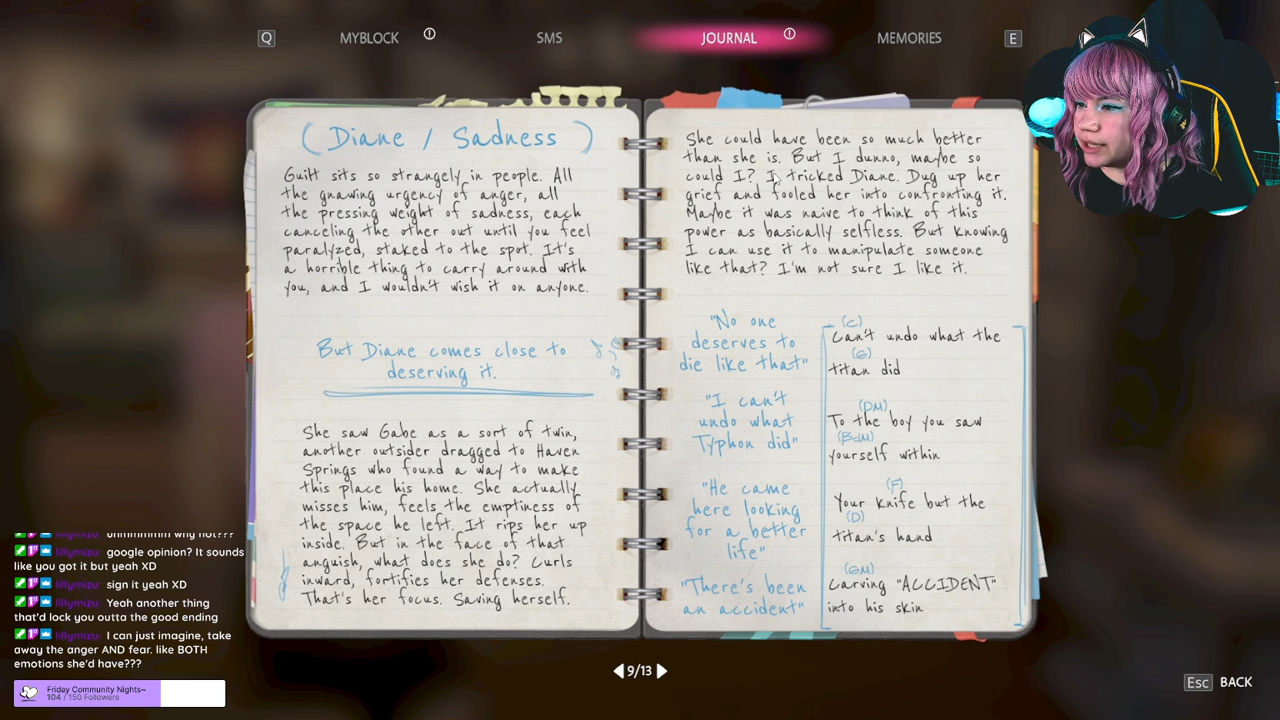 Q
MYBLOCK
SMS
JOURNAL
MEMORIES
E
( Diane / Sadness )
Guilt sits so strangely in people. All
the gnawing urgency of anger, all
the pressing weight of sadness, each
canceling the other out until you feel
paralyzed, staked to the spot. It's
a horrible thing to carry around with
you, and I wouldn't wish it on anyone.
But Diane comes close to
deserving it.
She saw Gabe as a sort of twin,
another outsider dragged to Haven
Springs who found a way to make
this place his home. She actually
misses him, feels the emptiness of
the space he left. It rips her up
inside. But in the face of that
anguish, what does she do? Curls
inward, fortifies her defenses.
That's her focus. Saving herself.
She could have been so much better
than she is. But I dunno, maybe so
could I? I tricked Diane. Dug up her
grief and fooled her into confronting it.
Maybe it was naive to think of this
power as basically selfless. But knowing
I can use it to manipulate someone
like that? I'm not sure I like it.
"No one
deserves to
die like that"
"I can't
undo what
Typhon did"
"He came
here looking
for a better
life"
"There's been
an accident"
(C)
Can't undo what the
(G)
titan did
(DM)
To the boy you saw
(BdM)
yourself within
(F)
Your knife but the
(D)
titan's hand
(GM)
Carving "ACCIDENT"
into his skin
9/13
Esc BACK
lillymizu: google opinion? It sounds
like you got it but yeah XD
lillymizu: sign it yeah XD
lillymizu: Yeah another thing
that'd lock you outta the good ending
lillymizu: I can just imagine, take
away the anger AND fear. like BOTH
emotions she'd have???
Friday Community Nights~
104 / 150 Followers